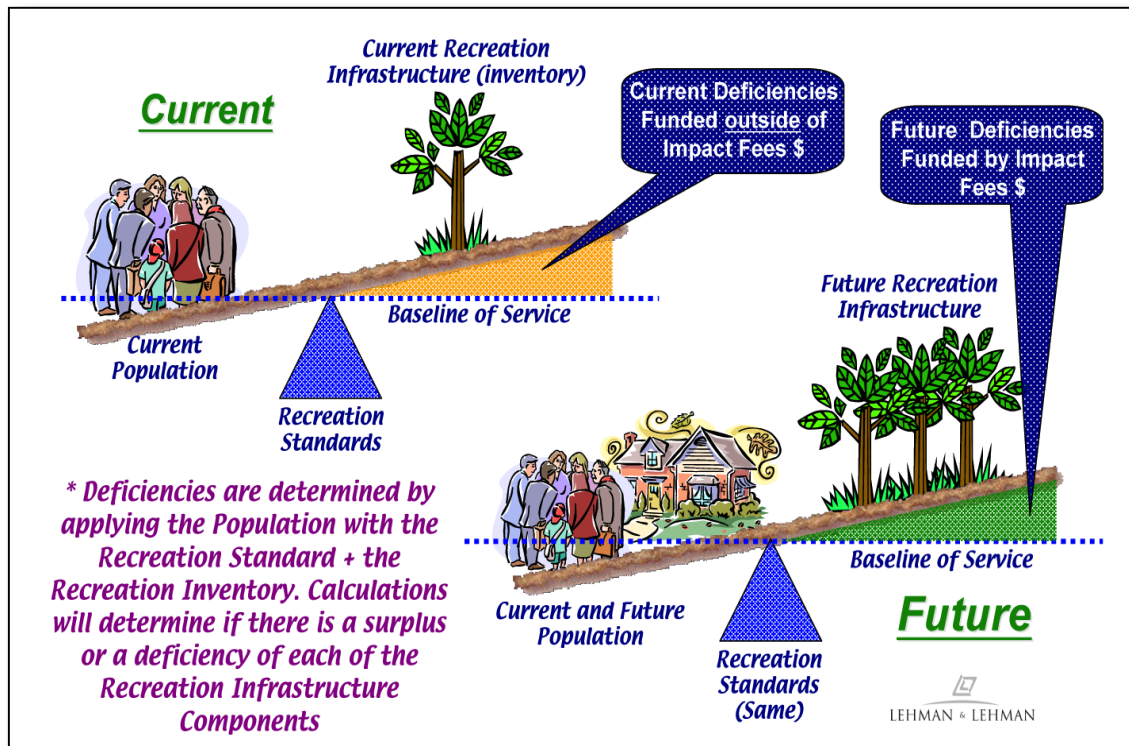 Current
Current Recreation
Infrastructure (inventory)
Current Deficiencies
Funded outside of
Impact Fees $
Future Deficiencies
Funded by Impact
Fees $
Baseline of Service
Current
Population
Recreation
Standards
Future Recreation
Infrastructure
* Deficiencies are determined by
applying the Population with the
Recreation Standard + the
Recreation Inventory. Calculations
will determine if there is a surplus
or a deficiency of each of the
Recreation Infrastructure
Components
Baseline of Service
Current and Future
Population
Future
Recreation
Standards
(Same)
LEHMAN & LEHMAN